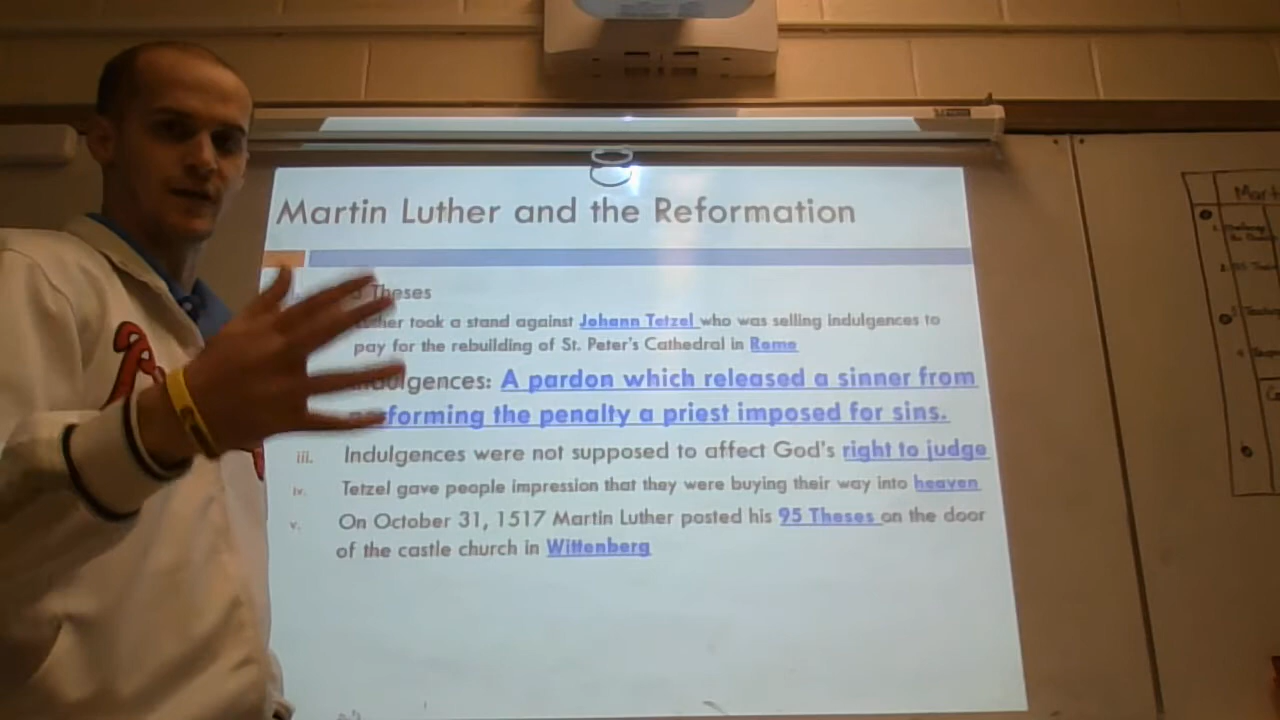 Martin Luther and the Reformation
Theses
took a stand against Johann Tetzel who was selling indulgences to
pay for the rebuilding of St. Peter's Cathedral in Rome
A pardon which released a sinner from
the penalty a priest imposed for sins.
iii. Indulgences were not supposed to affect God's right to judge
iv. Tetzel gave people impression that they were buying their way into heaven
v. On October 31, 1517 Martin Luther posted his 95 Theses on the door
of the castle church in Wittenberg